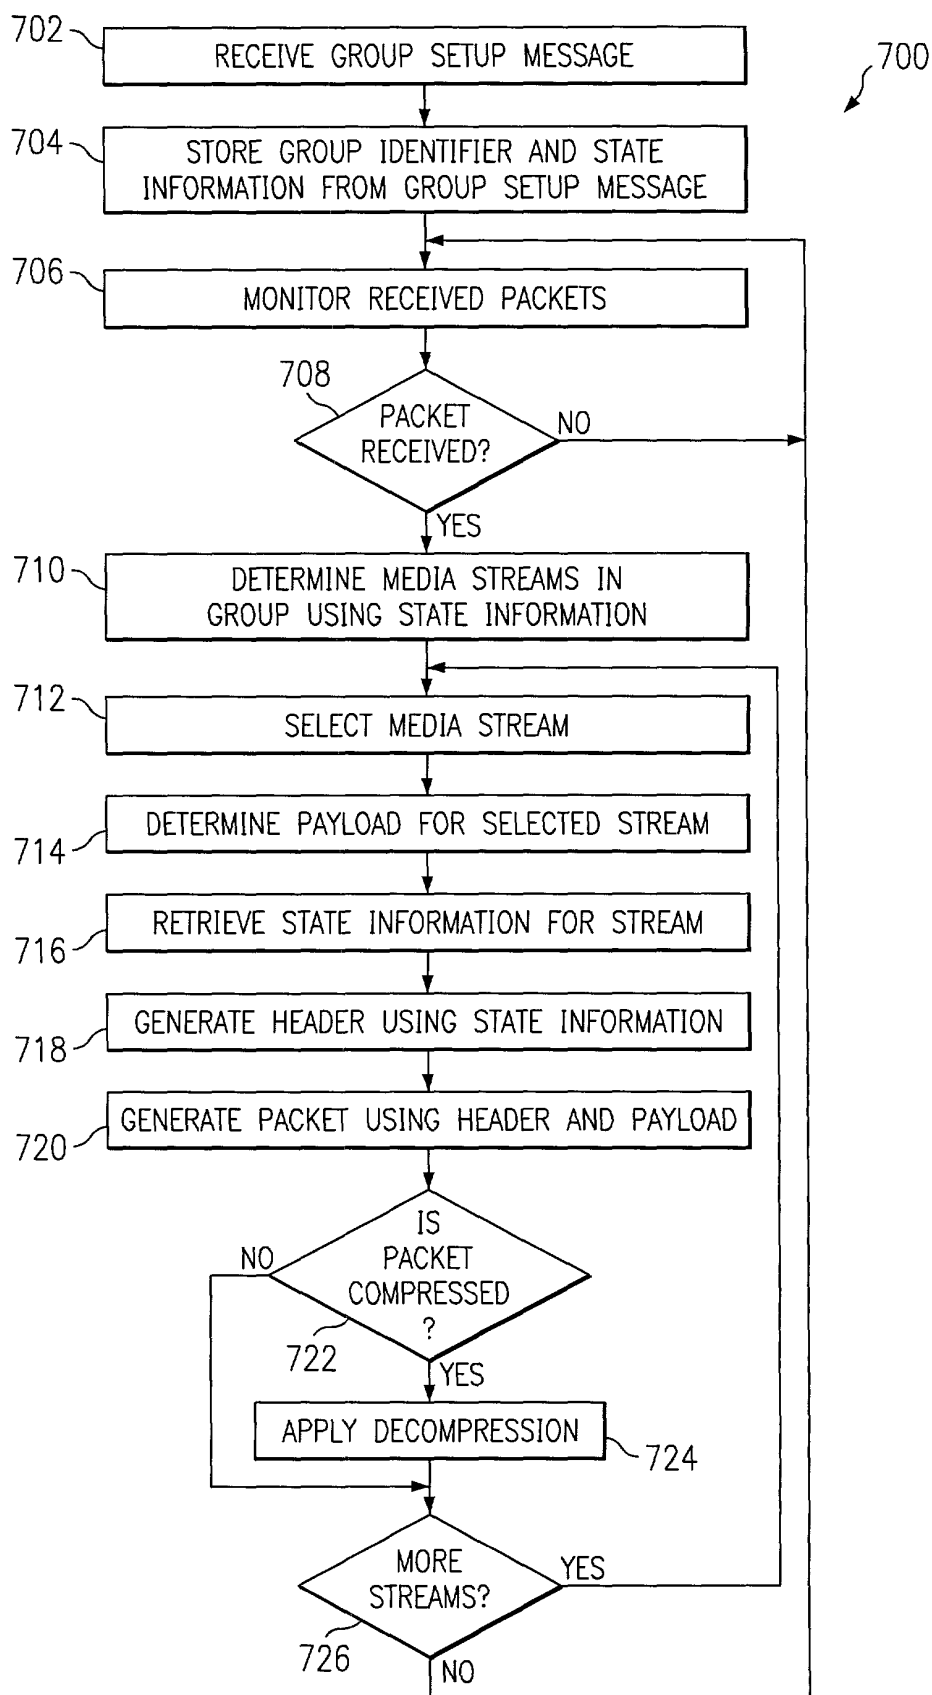 702
RECEIVE GROUP SETUP MESSAGE
700
704
STORE GROUP IDENTIFIER AND STATE
INFORMATION FROM GROUP SETUP MESSAGE
706
MONITOR RECEIVED PACKETS
708
PACKET
RECEIVED?
NO
YES
710
DETERMINE MEDIA STREAMS IN
GROUP USING STATE INFORMATION
712
SELECT MEDIA STREAM
DETERMINE PAYLOAD FOR SELECTED STREAM
714
RETRIEVE STATE INFORMATION FOR STREAM
716
GENERATE HEADER USING STATE INFORMATION
718
GENERATE PACKET USING HEADER AND PAYLOAD
720
IS
PACKET
COMPRESSED
?
NO
722
YES
APPLY DECOMPRESSION
724
MORE
STREAMS?
YES
726
NO